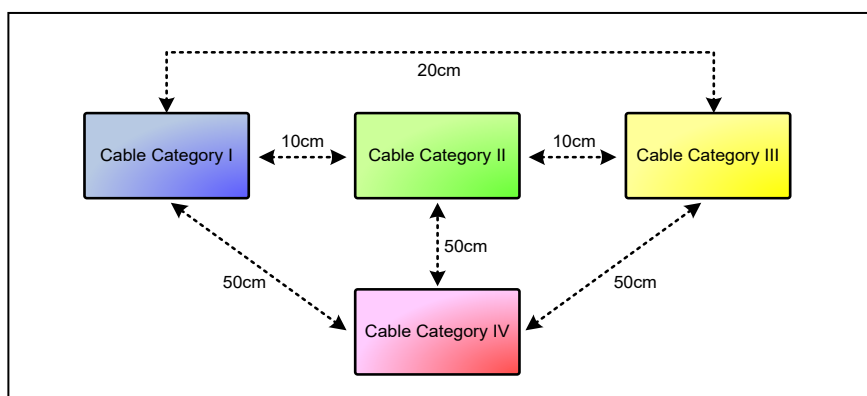 20cm
Cable Category I
10cm
Cable Category II
10cm
Cable Category III
50cm
50cm
50cm
Cable Category IV